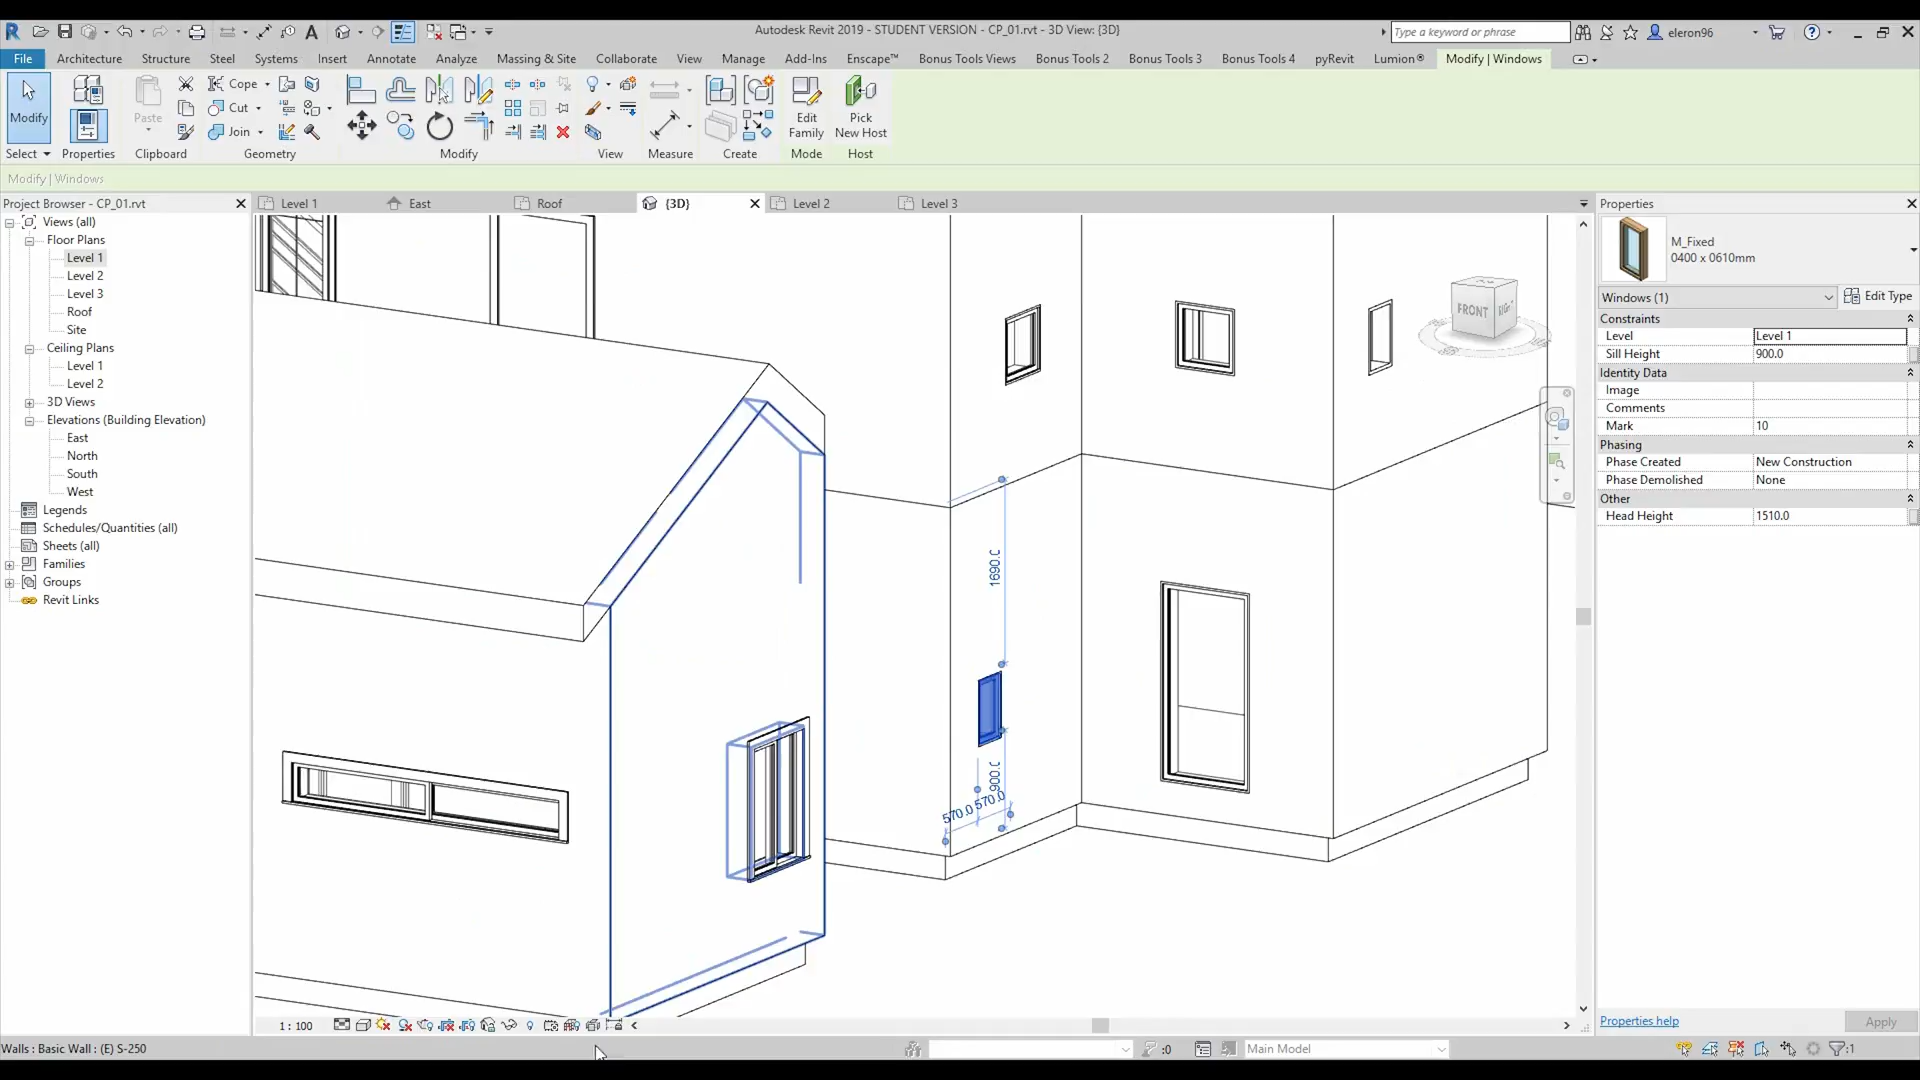 Autodesk Revit 2019 - STUDENT VERSION - CP_01.rvt - 3D View: {3D}
Type a keyword or phrase
eleron96
File
Architecture
Structure
Steel
Systems
Insert
Annotate
Analyze
Massing & Site
Collaborate
View
Manage
Add-Ins
Enscape™
Bonus Tools Views
Bonus Tools 2
Bonus Tools 3
Bonus Tools 4
pyRevit
Lumion®
Modify | Windows
Modify
Paste
Cope
Cut
Join
Edit
Family
Pick
New Host
Select
Properties
Clipboard
Geometry
Modify
View
Measure
Create
Mode
Host
Modify | Windows
Project Browser - CP_01.rvt
Views (all)
Floor Plans
Level 1
Level 2
Level 3
Roof
Site
Ceiling Plans
Level 1
Level 2
3D Views
Elevations (Building Elevation)
East
North
South
West
Legends
Schedules/Quantities (all)
Sheets (all)
Families
Groups
Revit Links
Level 1
East
Roof
{3D}
Level 2
Level 3
FRONT
1690.0
900.0
570.0
570.0
1 : 100
Properties
M_Fixed
0400 x 0610mm
Windows (1)
Edit Type
Constraints
Level
Level 1
Sill Height
900.0
Identity Data
Image
Comments
Mark
10
Phasing
Phase Created
New Construction
Phase Demolished
None
Other
Head Height
1510.0
Properties help
Apply
Walls : Basic Wall : (E) S-250
:0
Main Model
:1